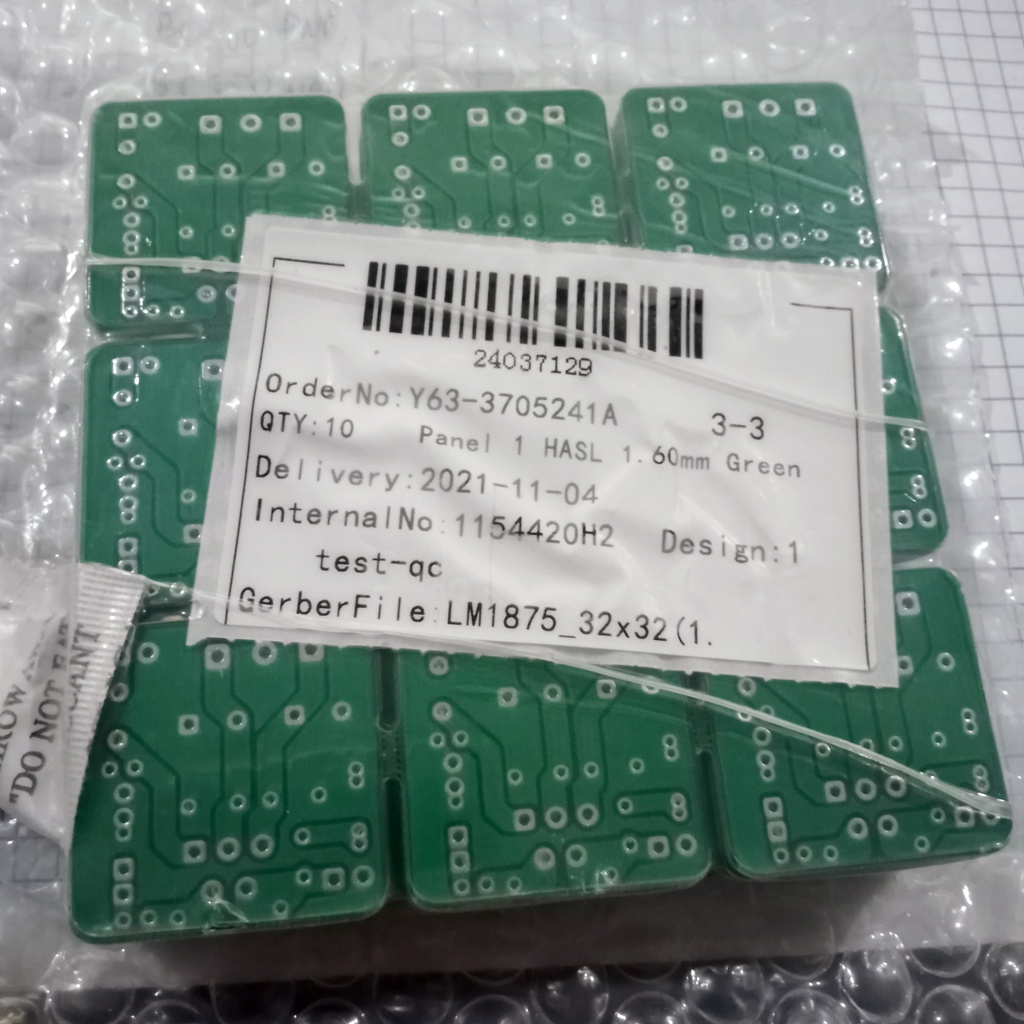 24037129
OrderNo:Y63-3705241A 3-3
QTY:10 Panel 1 HASL 1.60mm Green
Delivery:2021-11-04
InternalNo:1154420H2 Design:1
test-qc
GerberFile:LM1875_32x32(1.
"DO NOT EAT"